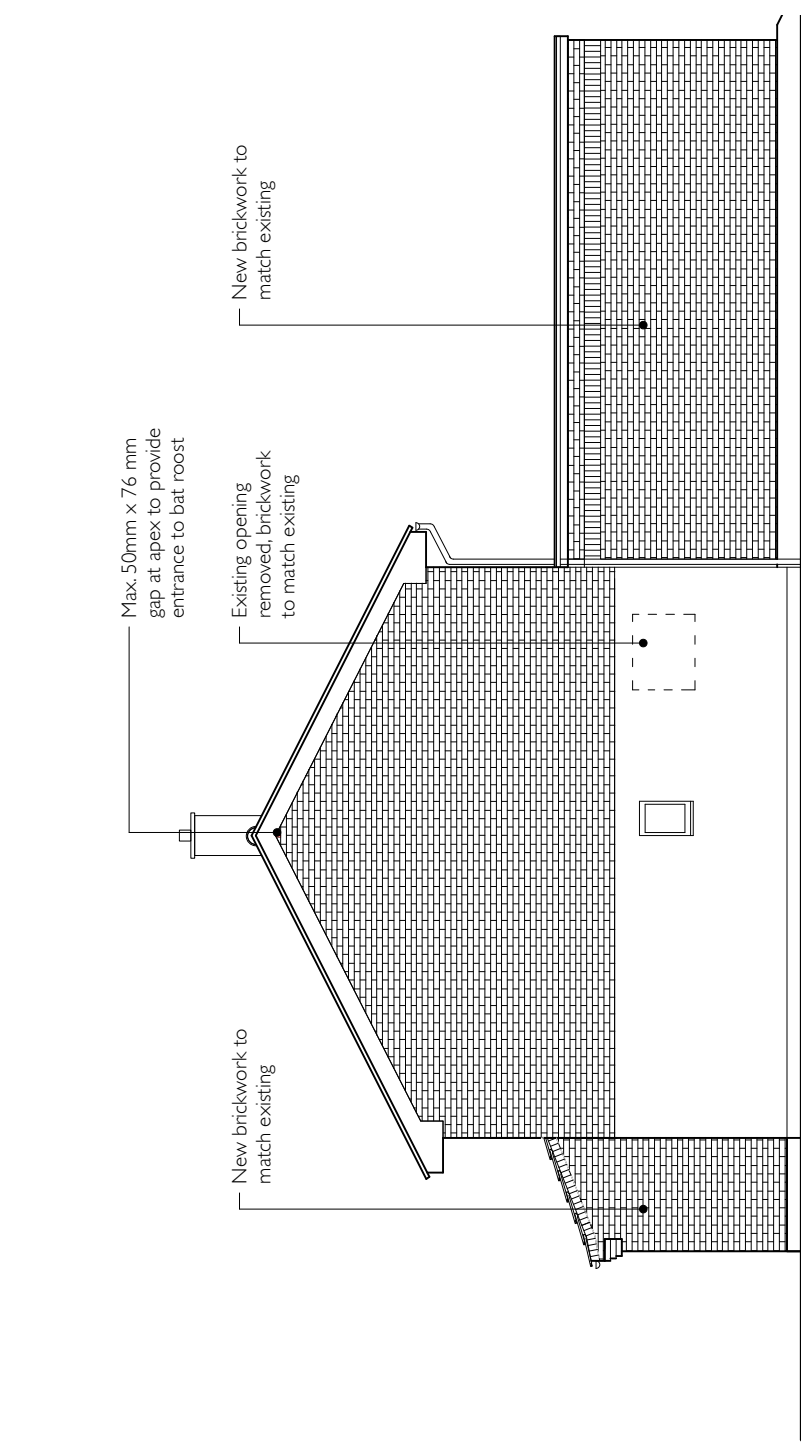 New brickwork to
match existing
Max. 50mm x 76 mm
gap at apex to provide
entrance to bat roost
Existing opening
removed, brickwork
to match existing
New brickwork to
match existing